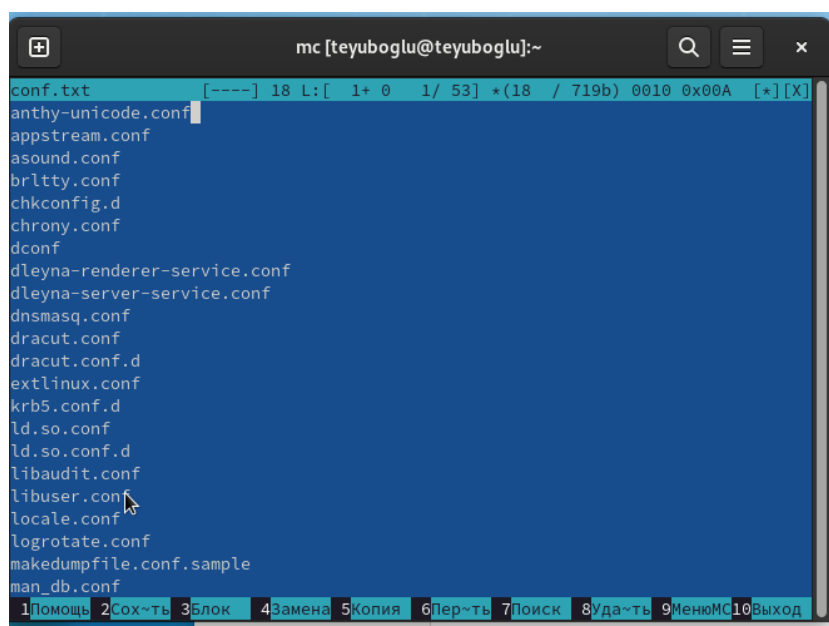 mc [teyuboglu@teyuboglu]:~
conf.txt [----] 18 L:[ 1+ 0 1/ 53] *(18 / 719b) 0010 0x00A [*][X]
anthy-unicode.conf
appstream.conf
asound.conf
brltty.conf
chkconfig.d
chrony.conf
dconf
dleyna-renderer-service.conf
dleyna-server-service.conf
dnsmasq.conf
dracut.conf
dracut.conf.d
extlinux.conf
krb5.conf.d
ld.so.conf
ld.so.conf.d
libaudit.conf
libuser.conf
locale.conf
logrotate.conf
makedumpfile.conf.sample
man_db.conf
1Помощь 2Сох~ть 3Блок 4Замена 5Копия 6Пер~ть 7Поиск 8Уда~ть 9МенюМС10Выход